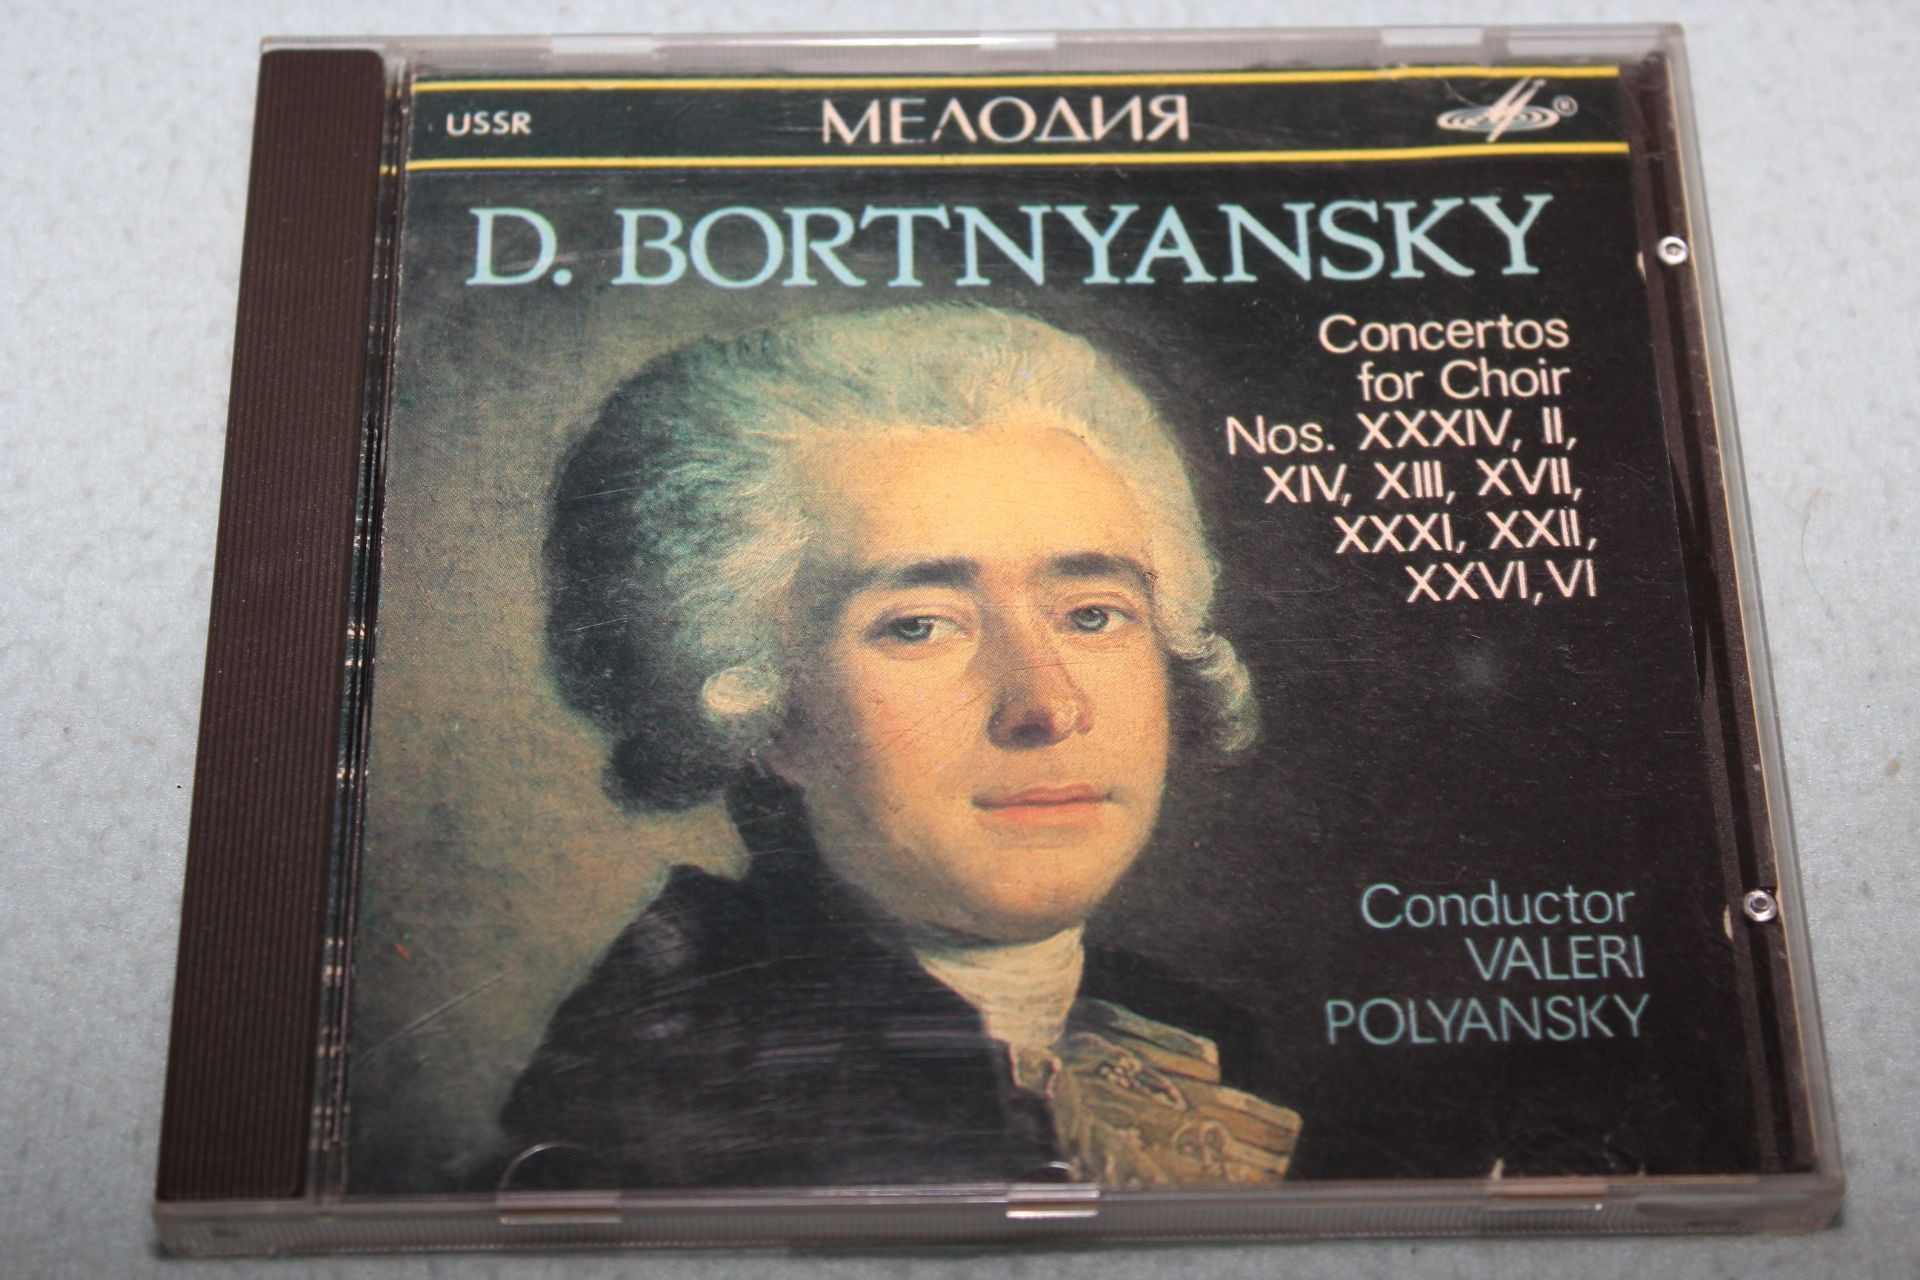 USSR
МЕЛОДИЯ
®
D. BORTNYANSKY
Concertos
for Choir
Nos. XXXIV, II,
XIV, XIII, XVII,
XXXI, XXII,
XXVI, VI
Conductor
VALERI
POLYANSKY